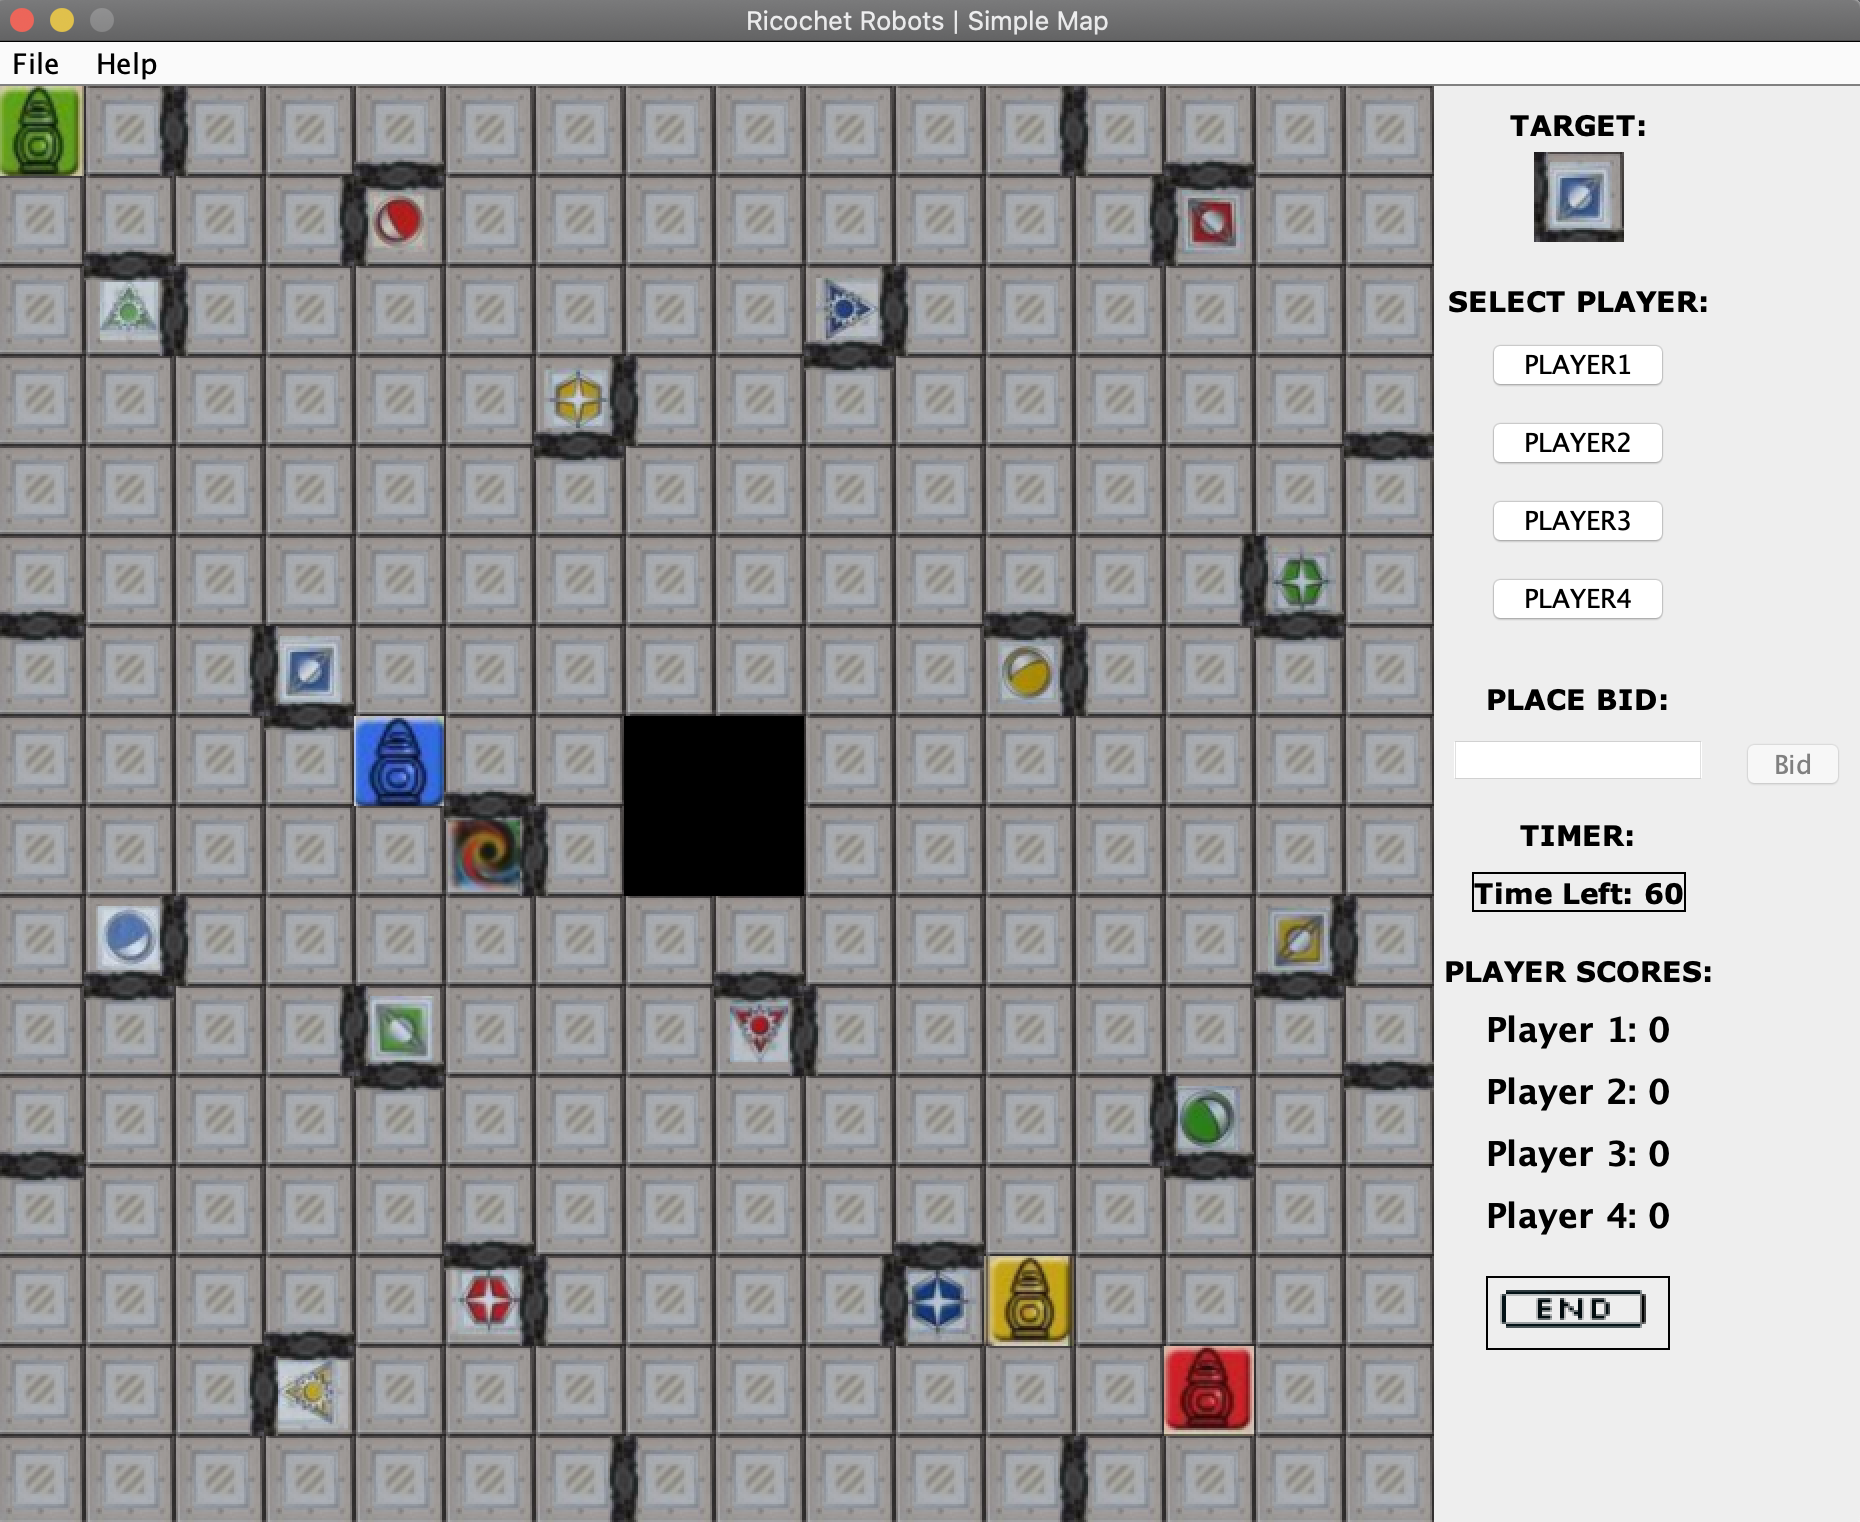 Ricochet Robots | Simple Map
File Help
TARGET:
SELECT PLAYER:
PLAYER1
PLAYER2
PLAYER3
PLAYER4
PLACE BID:
Bid
TIMER:
Time Left: 60
PLAYER SCORES:
Player 1: 0
Player 2: 0
Player 3: 0
Player 4: 0
END